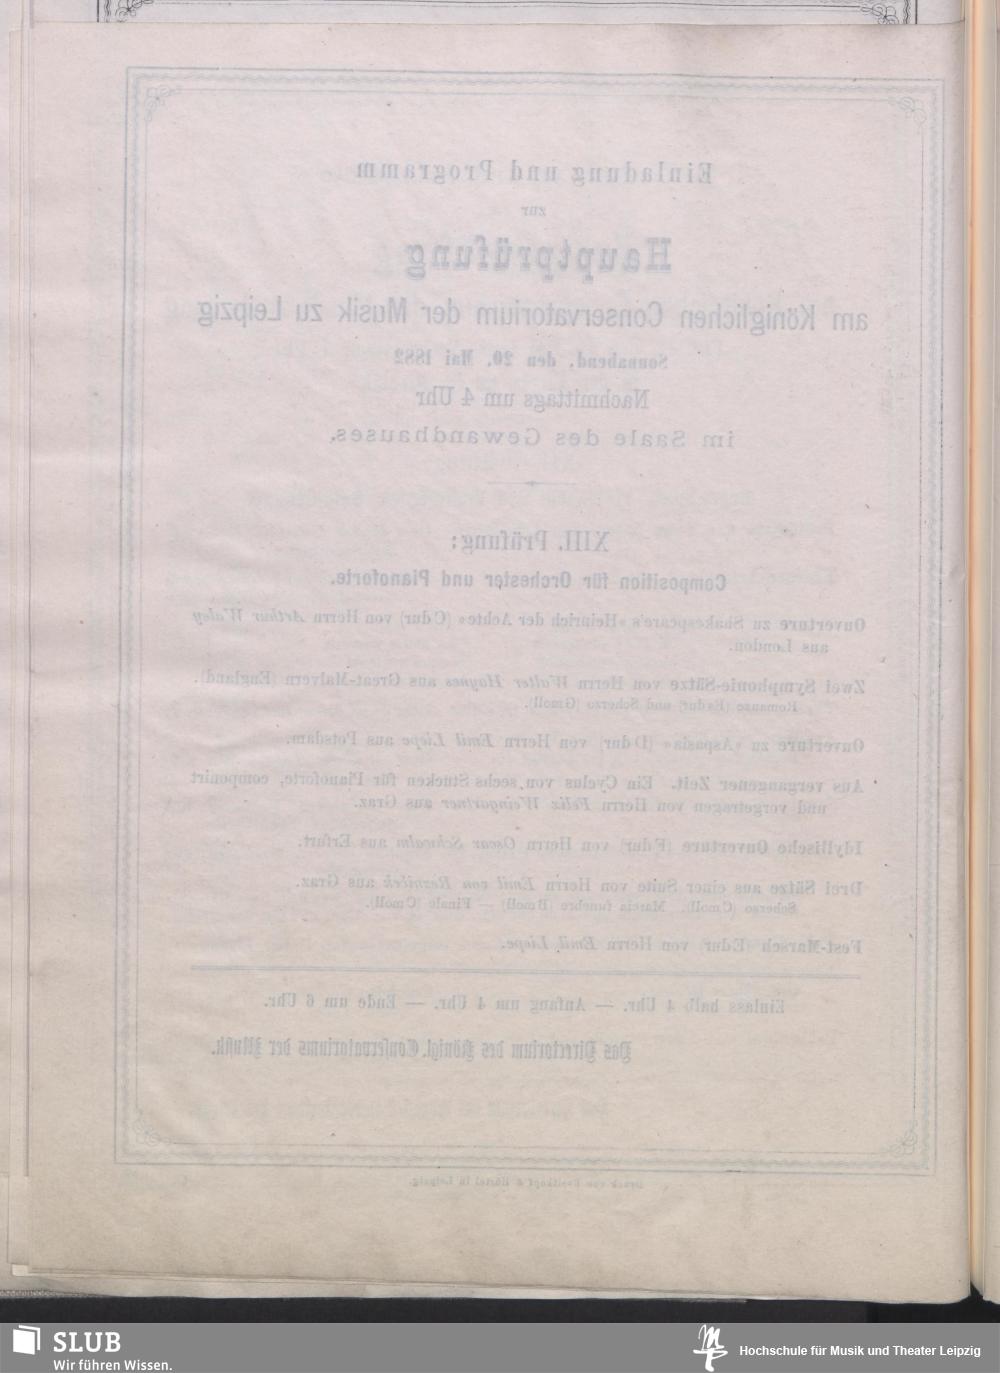 Einladung und Programm
zur
Hauptprüfung
am Königlichen Conservatorium der Musik zu Leipzig
Sonnabend, den 20. Mai 1882
Nachmittags um 4 Uhr
im Saale des Gewandhauses.
XIII. Prüfung:
Composition für Orchester und Pianoforte.
Ouverture zu Shakespeare's »Heinrich der Achte« (Cdur) von Herrn Arthur Waley
aus London.
Zwei Symphonie-Sätze von Herrn Walter Haynes aus Great-Malvern (England).
Romanze (Esdur) und Scherzo (Gmoll).
Ouverture zu »Aspasia« (Ddur) von Herrn Emil Liepe aus Potsdam.
Aus vergangener Zeit. Ein Cyclus von sechs Stücken für Pianoforte, componirt
und vorgetragen von Herrn Felix Weingartner aus Graz.
Idyllische Ouverture (Fdur) von Herrn Oscar Schwalm aus Erfurt.
Drei Sätze aus einer Suite von Herrn Emil von Rezniček aus Graz.
Scherzo (Cmoll). Marcia funebre (Bmoll) — Finale (Cmoll).
Fest-Marsch (Edur) von Herrn Emil Liepe.
Einlass halb 4 Uhr. — Anfang um 4 Uhr. — Ende um 6 Uhr.
Das Directorium des Königl. Conservatoriums der Musik.
Druck von Breitkopf & Härtel in Leipzig.
SLUB
Wir führen Wissen.
Hochschule für Musik und Theater Leipzig